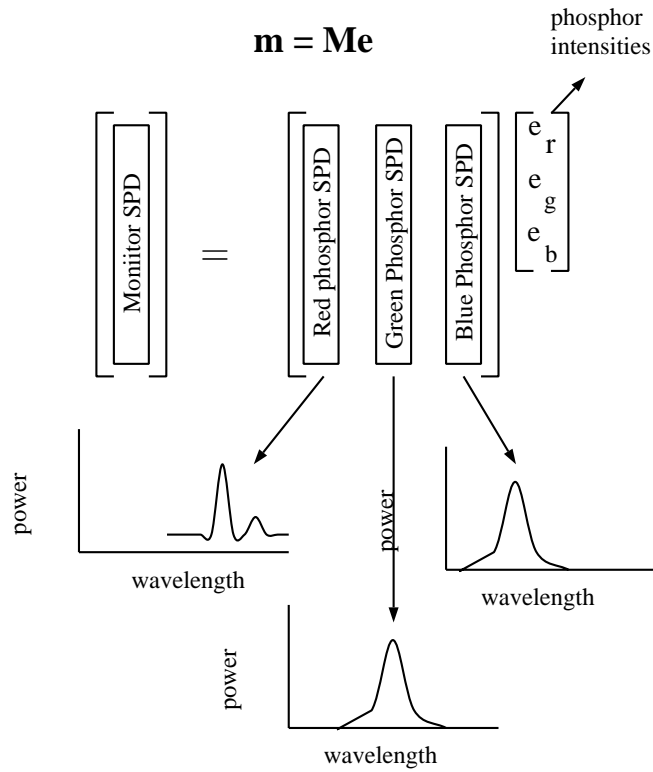 phosphor
intensities
m = Me
Moniitor SPD
=
Red phosphor SPD
Green Phosphor SPD
Blue Phosphor SPD
e r
e g
e b
power
wavelength
power
wavelength
power
wavelength